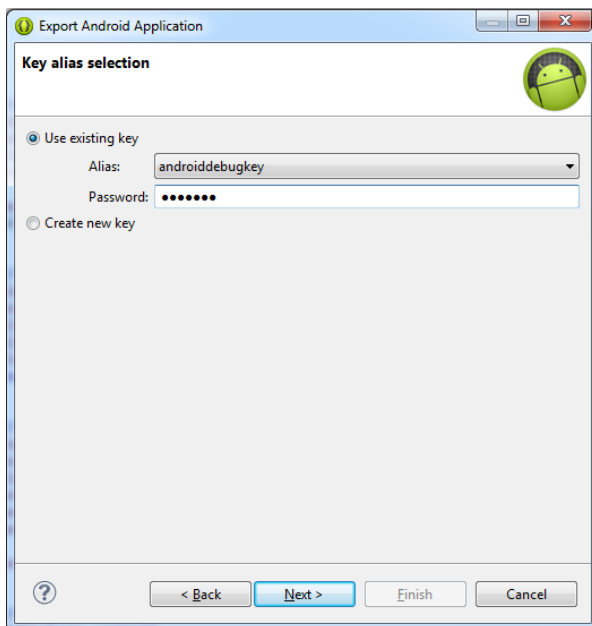 Export Android Application
Key alias selection
Use existing key
Alias: androiddebugkey
Password: •••••••
Create new key
? < Back Next > Finish Cancel